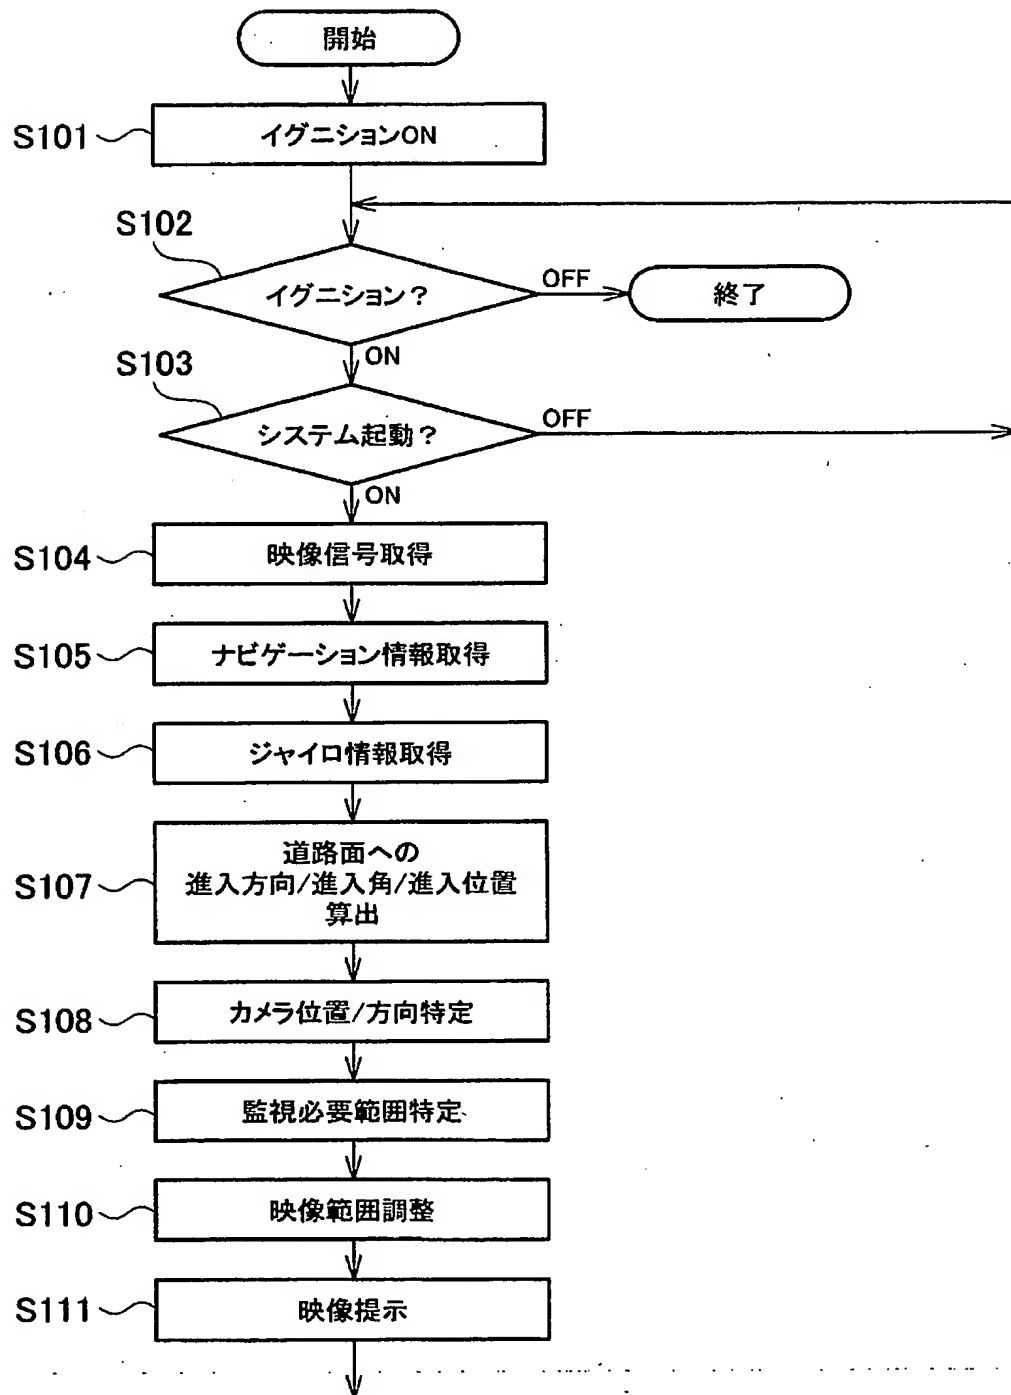 開始
S101
イグニションON
S102
イグニション?
OFF
終了
ON
S103
システム起動?
OFF
ON
S104
映像信号取得
S105
ナビゲーション情報取得
S106
ジャイロ情報取得
S107
道路面への
進入方向/進入角/進入位置
算出
S108
カメラ位置/方向特定
S109
監視必要範囲特定
S110
映像範囲調整
S111
映像提示